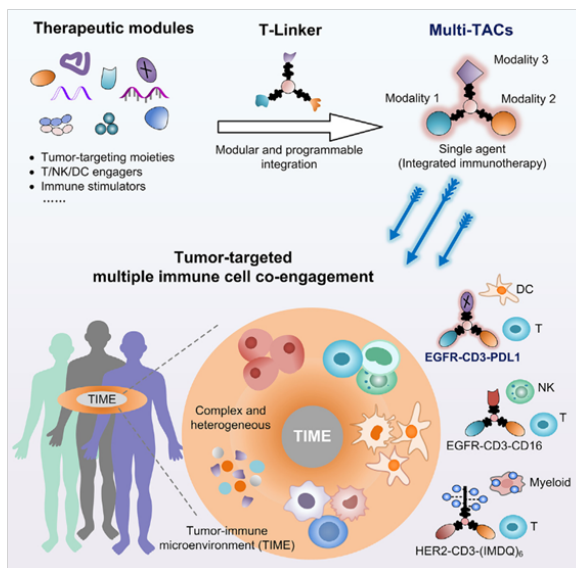 Therapeutic modules
T-Linker
Multi-TACs
Modality 3
Modality 1
Modality 2
Modular and programmable
integration
Single agent
(Integrated immunotherapy)
• Tumor-targeting moieties
• T/NK/DC engagers
• Immune stimulators
……
Tumor-targeted
multiple immune cell co-engagement
DC
T
EGFR-CD3-PDL1
TIME
Complex and
heterogeneous
TIME
NK
T
EGFR-CD3-CD16
Myeloid
T
HER2-CD3-(IMDQ)₆
Tumor-immune
microenvironment (TIME)